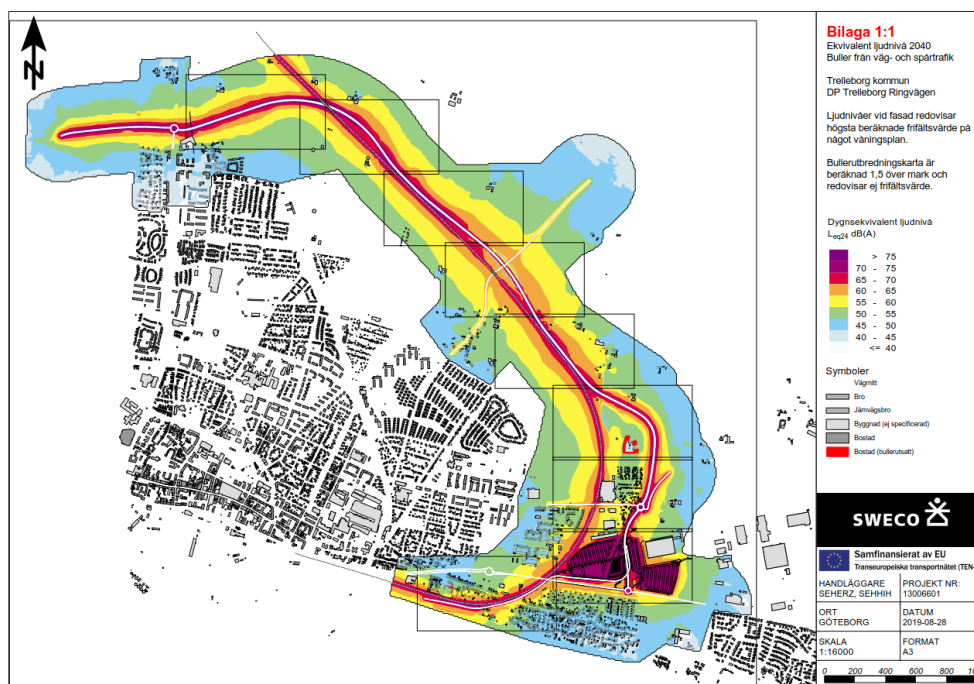 N
Bilaga 1:1
Ekvivalent ljudnivå 2040
Buller från väg- och spårtrafik
Trelleborg kommun
DP Trelleborg Ringvägen
Ljudnivåer vid fasad redovisar
högsta beräknade frifältsvärde på
något våningsplan.
Bullerutbredningskarta är
beräknad 1,5 över mark och
redovisar ej frifältsvärde.
Dygnsekvivalent ljudnivå
Leq24 dB(A)
> 75
70 - 75
65 - 70
60 - 65
55 - 60
50 - 55
45 - 50
40 - 45
<= 40
Symboler
Vägmitt
Bro
Järnvägsbro
Byggnad (ej specificerad)
Bostad
Bostad (bullerutsatt)
SWECO
Samfinansierat av EU
Transeuropeiska transportnätet (TEN-
HANDLÄGGARE PROJEKT NR:
SEHERZ, SEHHIH 13006601
ORT DATUM
GÖTEBORG 2019-08-28
SKALA FORMAT
1:16000 A3
0 200 400 600 800 10